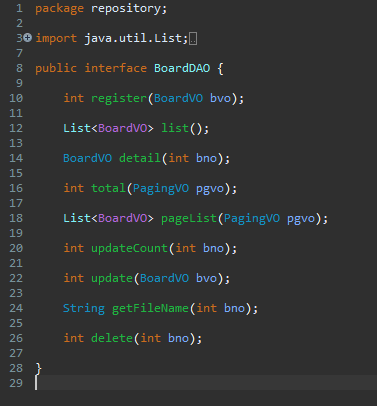 1 package repository;
2
3 import java.util.List;
7
8 public interface BoardDAO {
9
10 int register(BoardVO bvo);
11
12 List<BoardVO> list();
13
14 BoardVO detail(int bno);
15
16 int total(PagingVO pgvo);
17
18 List<BoardVO> pageList(PagingVO pgvo);
19
20 int updateCount(int bno);
21
22 int update(BoardVO bvo);
23
24 String getFileName(int bno);
25
26 int delete(int bno);
27
28 }
29